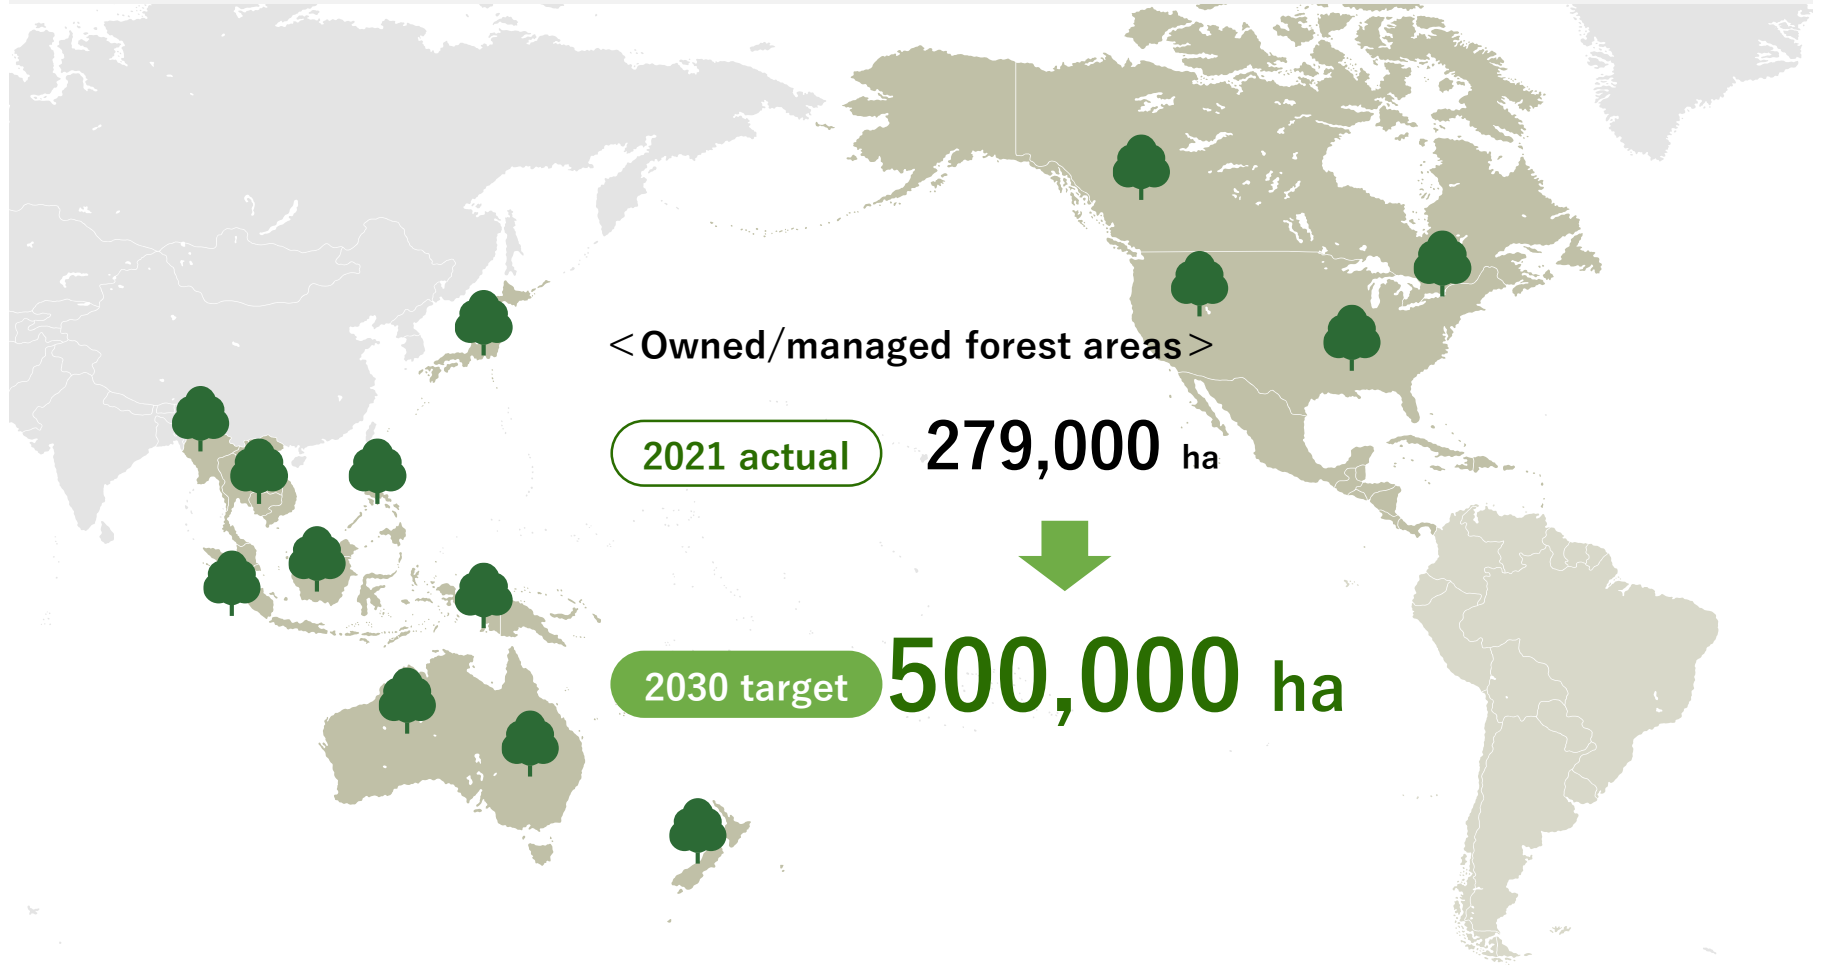 <Owned/managed forest areas>
2021 actual 279,000 ha
2030 target 500,000 ha